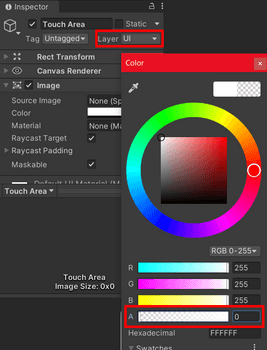 Inspector
Touch Area
Static
Tag Untagged
Layer UI
Rect Transform
Canvas Renderer
Image
Source Image None (Sp
Color
Material None (Ma
Raycast Target
Raycast Padding
Maskable
Touch Area
Touch Area
Image Size: 0x0
Color
RGB 0-255
R 255
G 255
B 255
A 0
Hexadecimal FFFFFF
Swatches